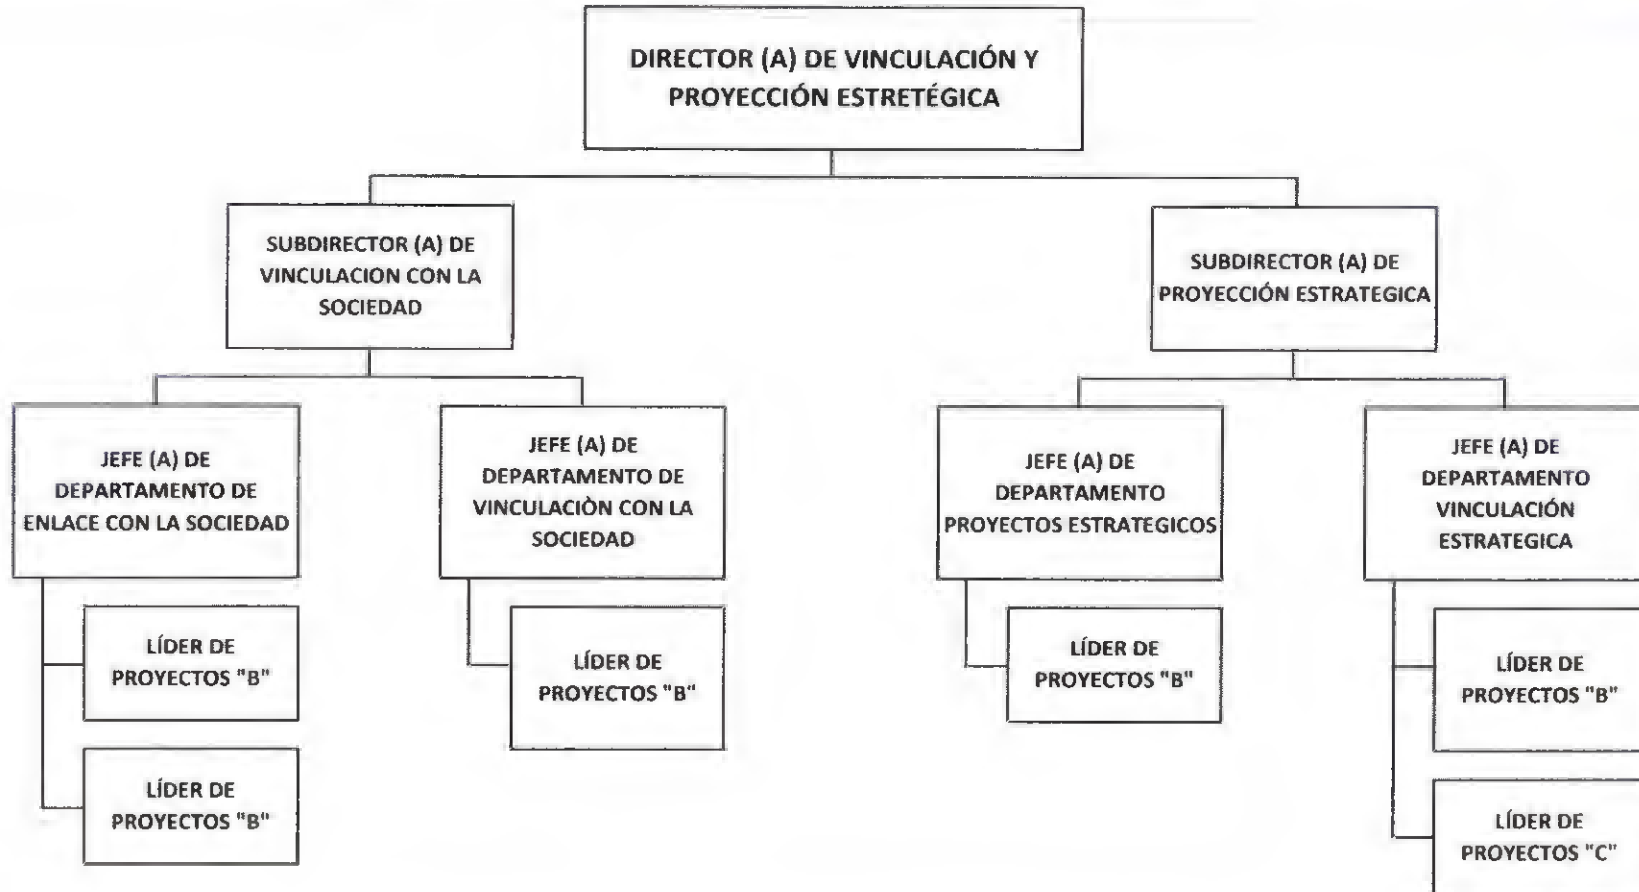 DIRECTOR (A) DE VINCULACIÓN Y
PROYECCIÓN ESTRETÉGICA
SUBDIRECTOR (A) DE
VINCULACION CON LA
SOCIEDAD
SUBDIRECTOR (A) DE
PROYECCIÓN ESTRATEGICA
JEFE (A) DE
DEPARTAMENTO DE
ENLACE CON LA SOCIEDAD
JEFE (A) DE
DEPARTAMENTO DE
VINCULACIÒN CON LA
SOCIEDAD
JEFE (A) DE
DEPARTAMENTO
PROYECTOS ESTRATEGICOS
JEFE (A) DE
DEPARTAMENTO
VINCULACIÓN
ESTRATEGICA
LÍDER DE
PROYECTOS "B"
LÍDER DE
PROYECTOS "B"
LÍDER DE
PROYECTOS "B"
LÍDER DE
PROYECTOS "B"
LÍDER DE
PROYECTOS "B"
LÍDER DE
PROYECTOS "C"